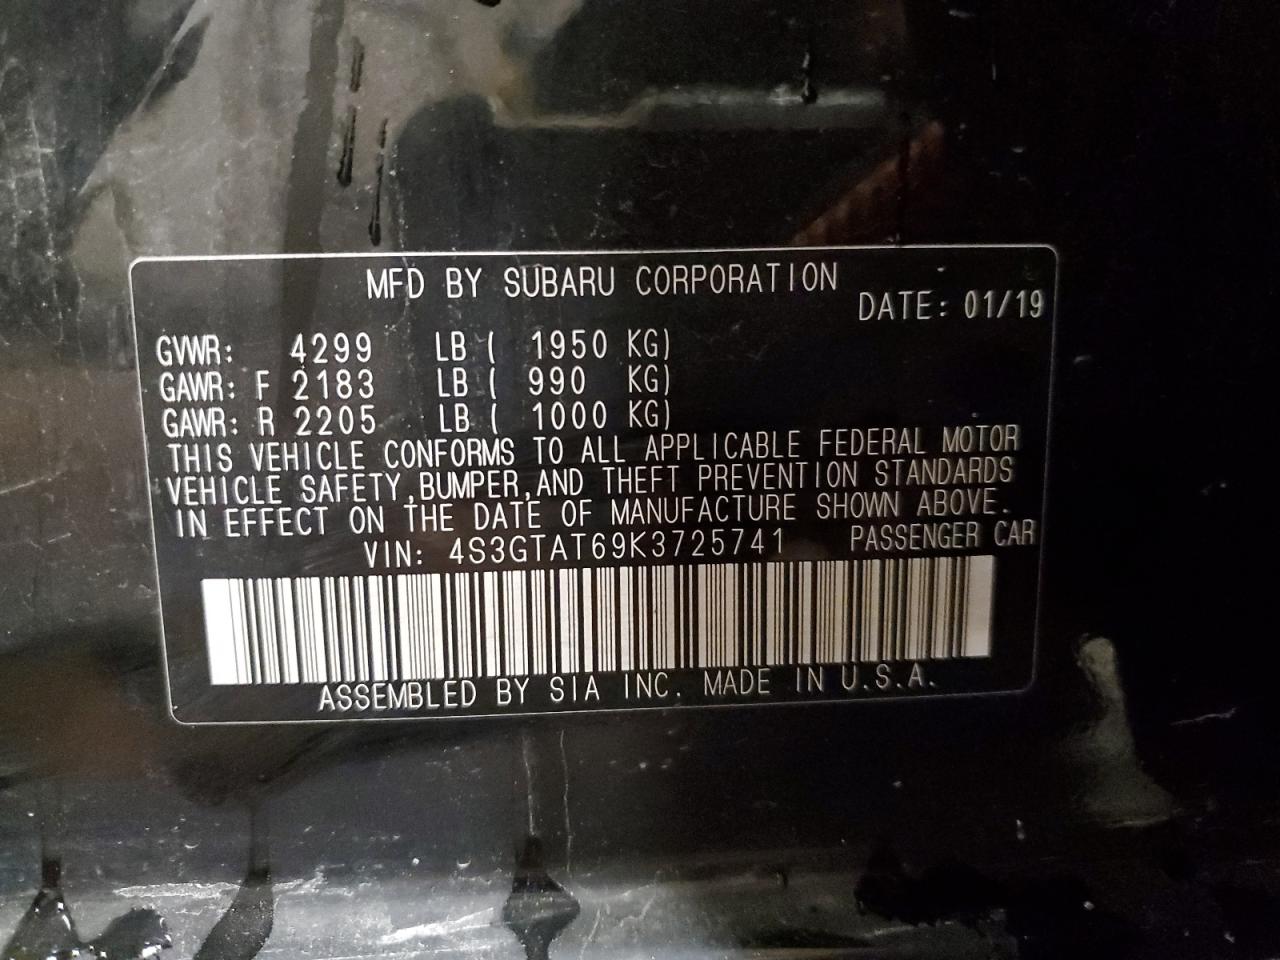 MFD BY SUBARU CORPORATION
DATE: 01/19
GVWR: 4299 LB ( 1950 KG)
GAWR: F 2183 LB ( 990 KG)
GAWR: R 2205 LB ( 1000 KG)
THIS VEHICLE CONFORMS TO ALL APPLICABLE FEDERAL MOTOR
VEHICLE SAFETY,BUMPER,AND THEFT PREVENTION STANDARDS
IN EFFECT ON THE DATE OF MANUFACTURE SHOWN ABOVE.
VIN: 4S3GTAT69K3725741 PASSENGER CAR
ASSEMBLED BY SIA INC. MADE IN U.S.A.